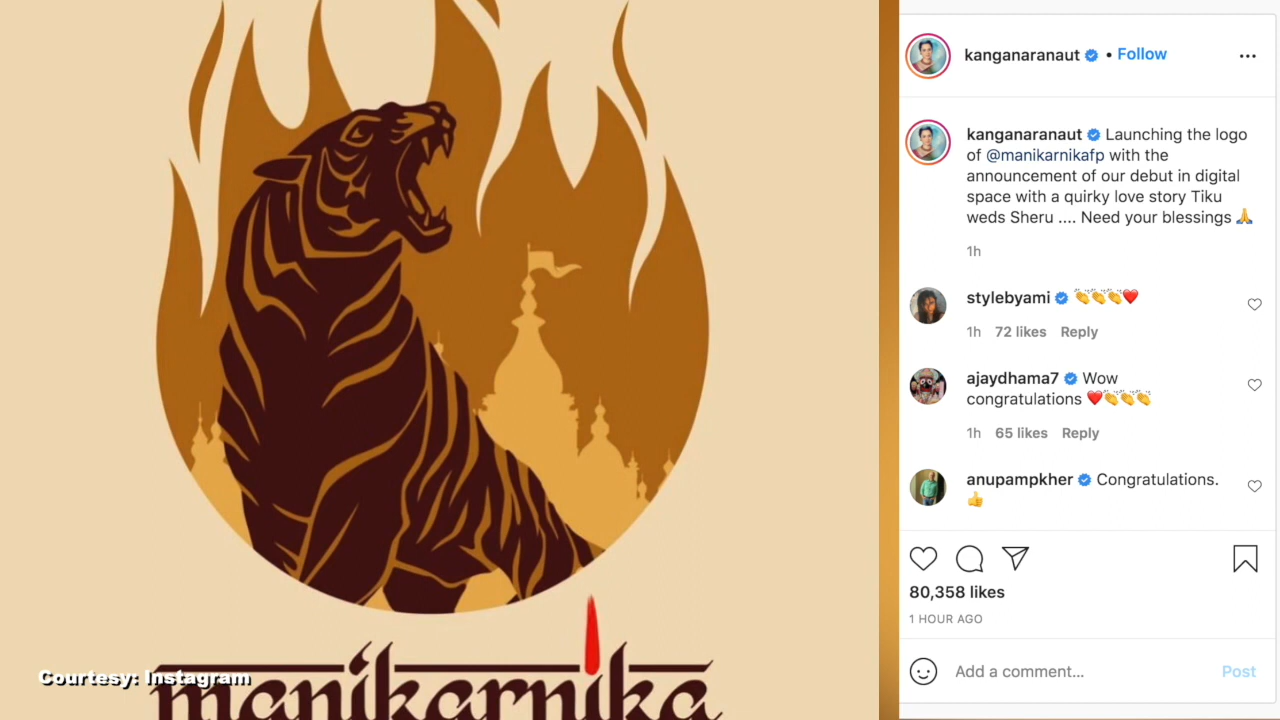 manikarnika
Courtesy: Instagram
kanganaranaut • Follow
kanganaranaut Launching the logo
of @manikarnikafp with the
announcement of our debut in digital
space with a quirky love story Tiku
weds Sheru .... Need your blessings 🙏
1h
stylebyami 👏👏👏❤️
1h 72 likes Reply
ajaydhama7 Wow
congratulations ❤️👏👏👏
1h 65 likes Reply
anupampkher Congratulations.
👍
80,358 likes
1 HOUR AGO
Add a comment... Post